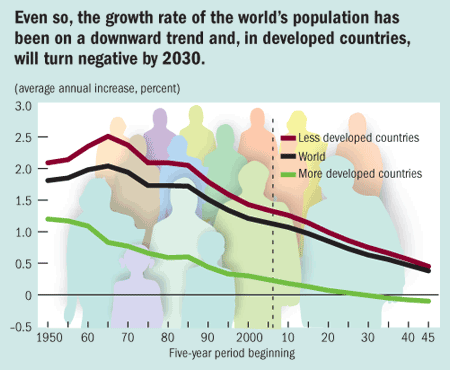 Even so, the growth rate of the world’s population has
been on a downward trend and, in developed countries,
will turn negative by 2030.
(average annual increase, percent)
3.0
2.5
2.0
1.5
1.0
0.5
0
–0.5
Less developed countries
World
More developed countries
1950 60 70 80 90 2000 10 20 30 40 45
Five-year period beginning